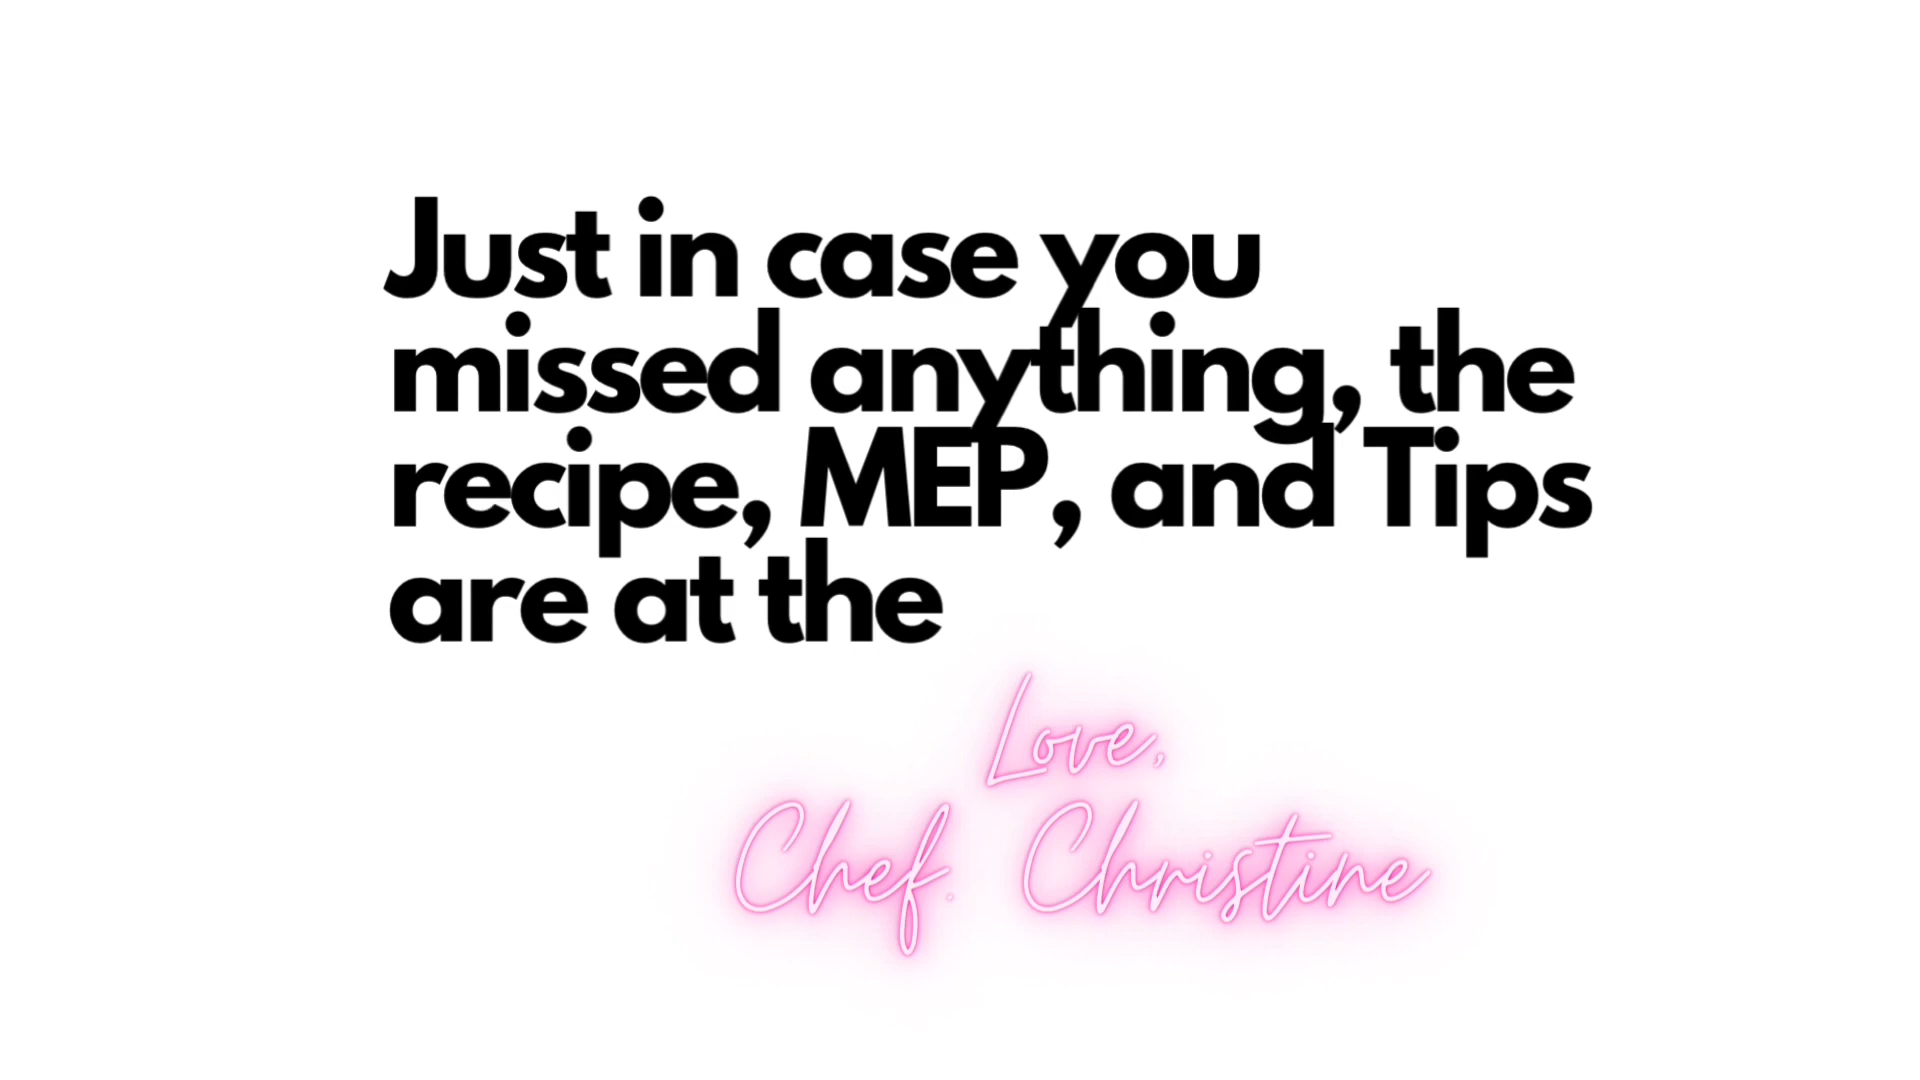 Just in case you
missed anything, the
recipe, MEP, and Tips
are at the
Love,
Chef. Christine